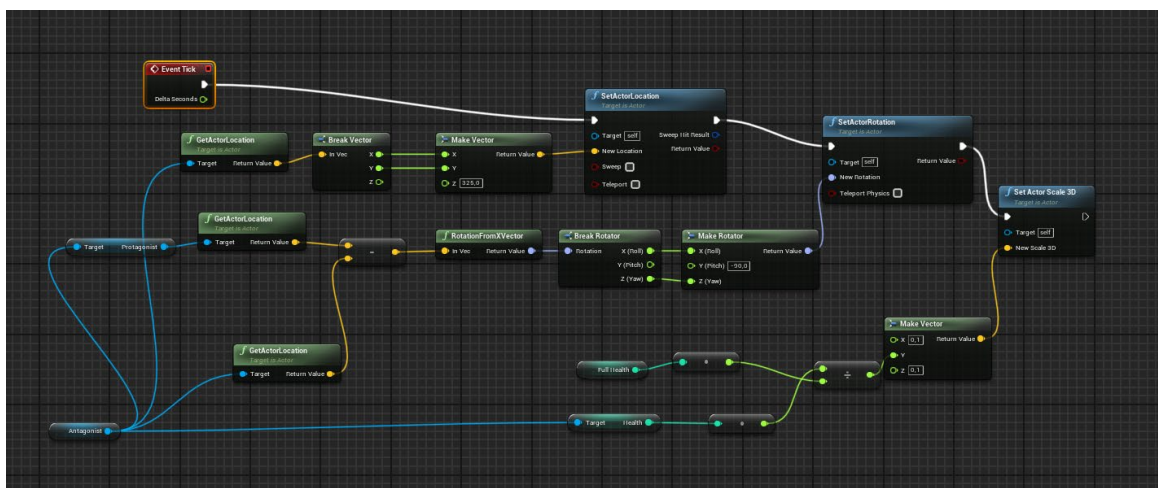 Event Tick
Delta Seconds
SetActorLocation
Target is Actor
Target self Sweep Hit Result
New Location Return Value
Sweep
Teleport
SetActorRotation
Target is Actor
Target self Return Value
New Rotation
Teleport Physics
GetActorLocation
Target is Actor
Target Return Value
Break Vector
In Vec X
Y
Z
Make Vector
X Return Value
Y
Z 325,0
Set Actor Scale 3D
Target is Actor
Target self
New Scale 3D
GetActorLocation
Target is Actor
Target Return Value
Target Protagonist
-
RotationFromXVector
In Vec Return Value
Break Rotator
Rotation X (Roll)
Y (Pitch)
Z (Yaw)
Make Rotator
X (Roll) Return Value
Y (Pitch) -90,0
Z (Yaw)
GetActorLocation
Target is Actor
Target Return Value
Make Vector
X 0,1 Return Value
Y
Z 0,1
Full Health
÷
Antagonist
Target Health